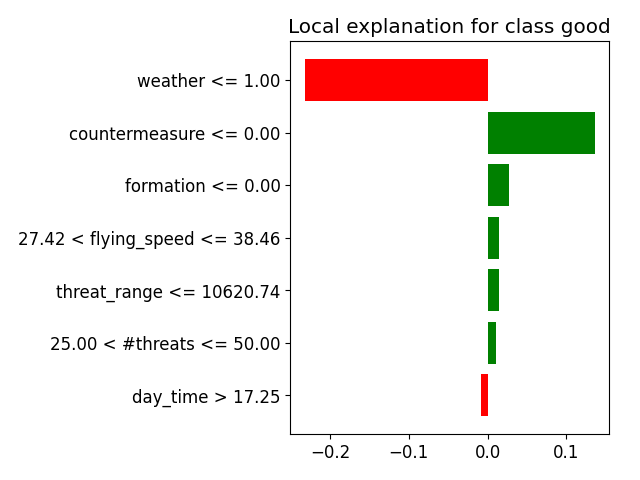 Local explanation for class good
weather <= 1.00
countermeasure <= 0.00
formation <= 0.00
27.42 < flying_speed <= 38.46
threat_range <= 10620.74
25.00 < #threats <= 50.00
day_time > 17.25
−0.2 −0.1 0.0 0.1